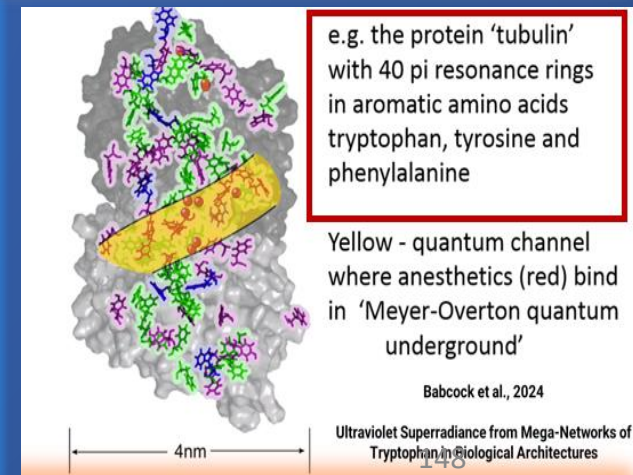 e.g. the protein ‘tubulin’
with 40 pi resonance rings
in aromatic amino acids
tryptophan, tyrosine and
phenylalanine
Yellow - quantum channel
where anesthetics (red) bind
in ‘Meyer-Overton quantum
underground’
Babcock et al., 2024
Ultraviolet Superradiance from Mega-Networks of
Tryptophan in Biological Architectures
148
4nm